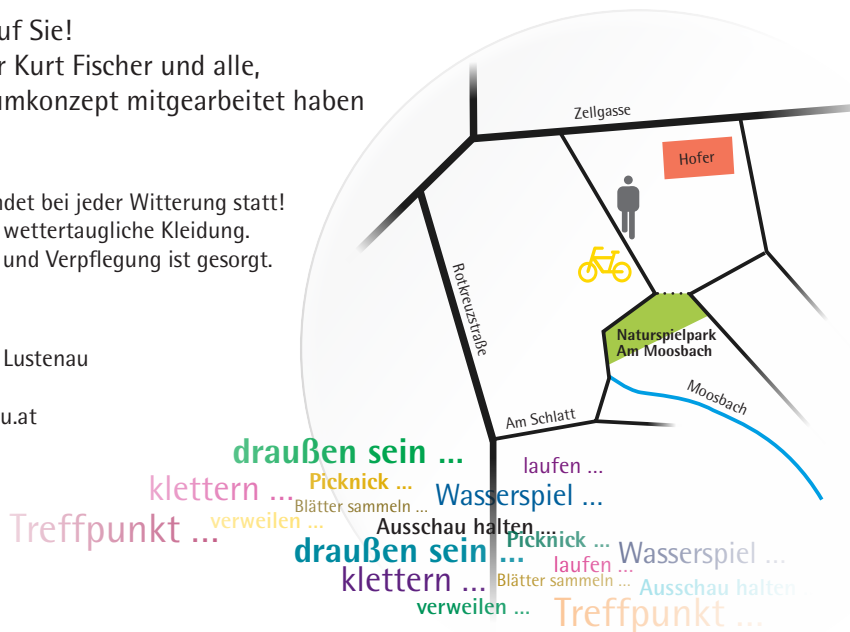 uf Sie!
r Kurt Fischer und alle,
umkonzept mitgearbeitet haben
ndet bei jeder Witterung statt!
wettertaugliche Kleidung.
und Verpflegung ist gesorgt.
Lustenau
u.at
Zellgasse
Hofer
Rotkreuzstraße
Naturspielpark
Am Moosbach
Moosbach
Am Schlatt
draußen sein ...
laufen ...
klettern ... Picknick ...
Wasserspiel ...
Blätter sammeln ...
Treffpunkt ... verweilen ...
Ausschau halten ...
draußen sein ... Picknick ...
Wasserspiel ...
laufen ...
klettern ... Blätter sammeln ...
Ausschau halten
verweilen ...
Treffpunkt ...